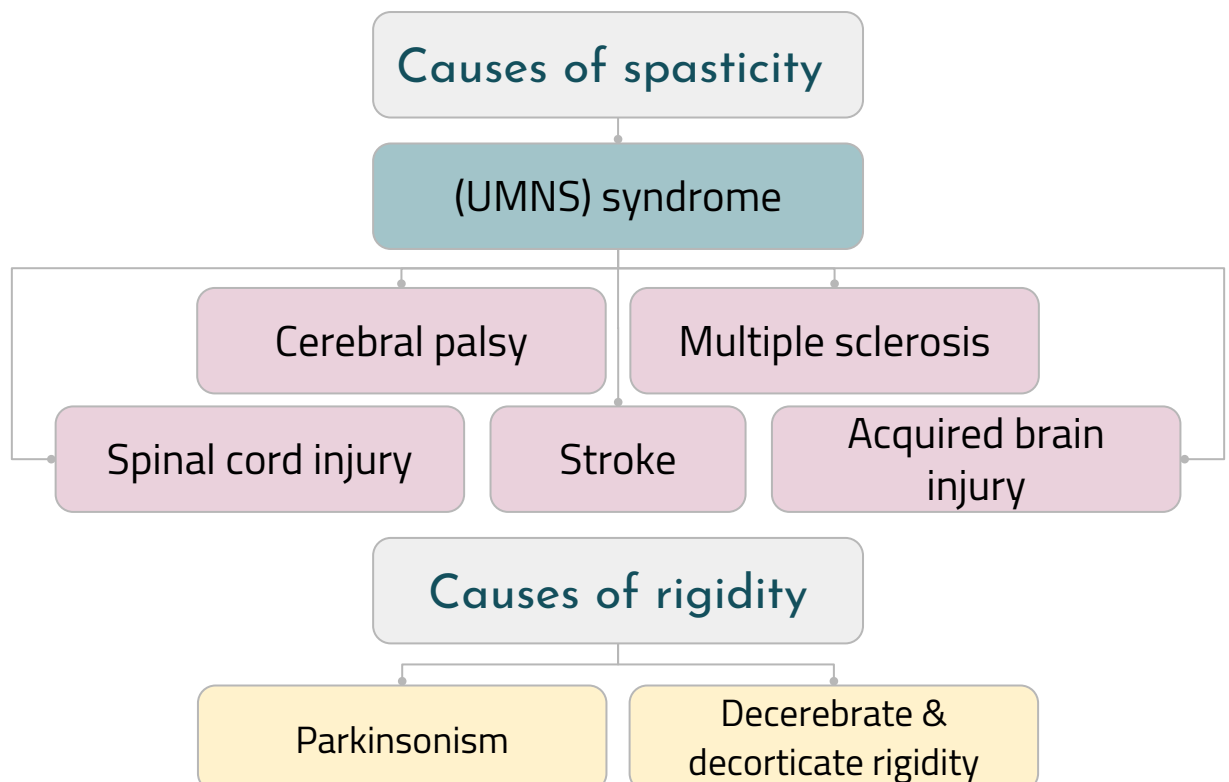 Causes of spasticity
(UMNS) syndrome
Cerebral palsy
Multiple sclerosis
Spinal cord injury
Stroke
Acquired brain
injury
Causes of rigidity
Parkinsonism
Decerebrate &
decorticate rigidity